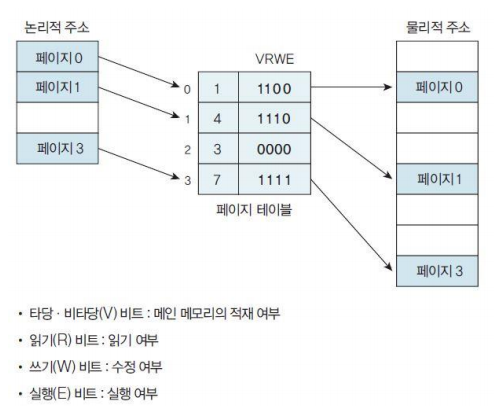 논리적 주소
물리적 주소
VRWE
페이지 0
페이지 1
페이지 3
0 1 1100
1 4 1110
2 3 0000
3 7 1111
페이지 테이블
페이지 0
페이지 1
페이지 3
• 타당 · 비타당(V) 비트 : 메인 메모리의 적재 여부
• 읽기(R) 비트 : 읽기 여부
• 쓰기(W) 비트 : 수정 여부
• 실행(E) 비트 : 실행 여부